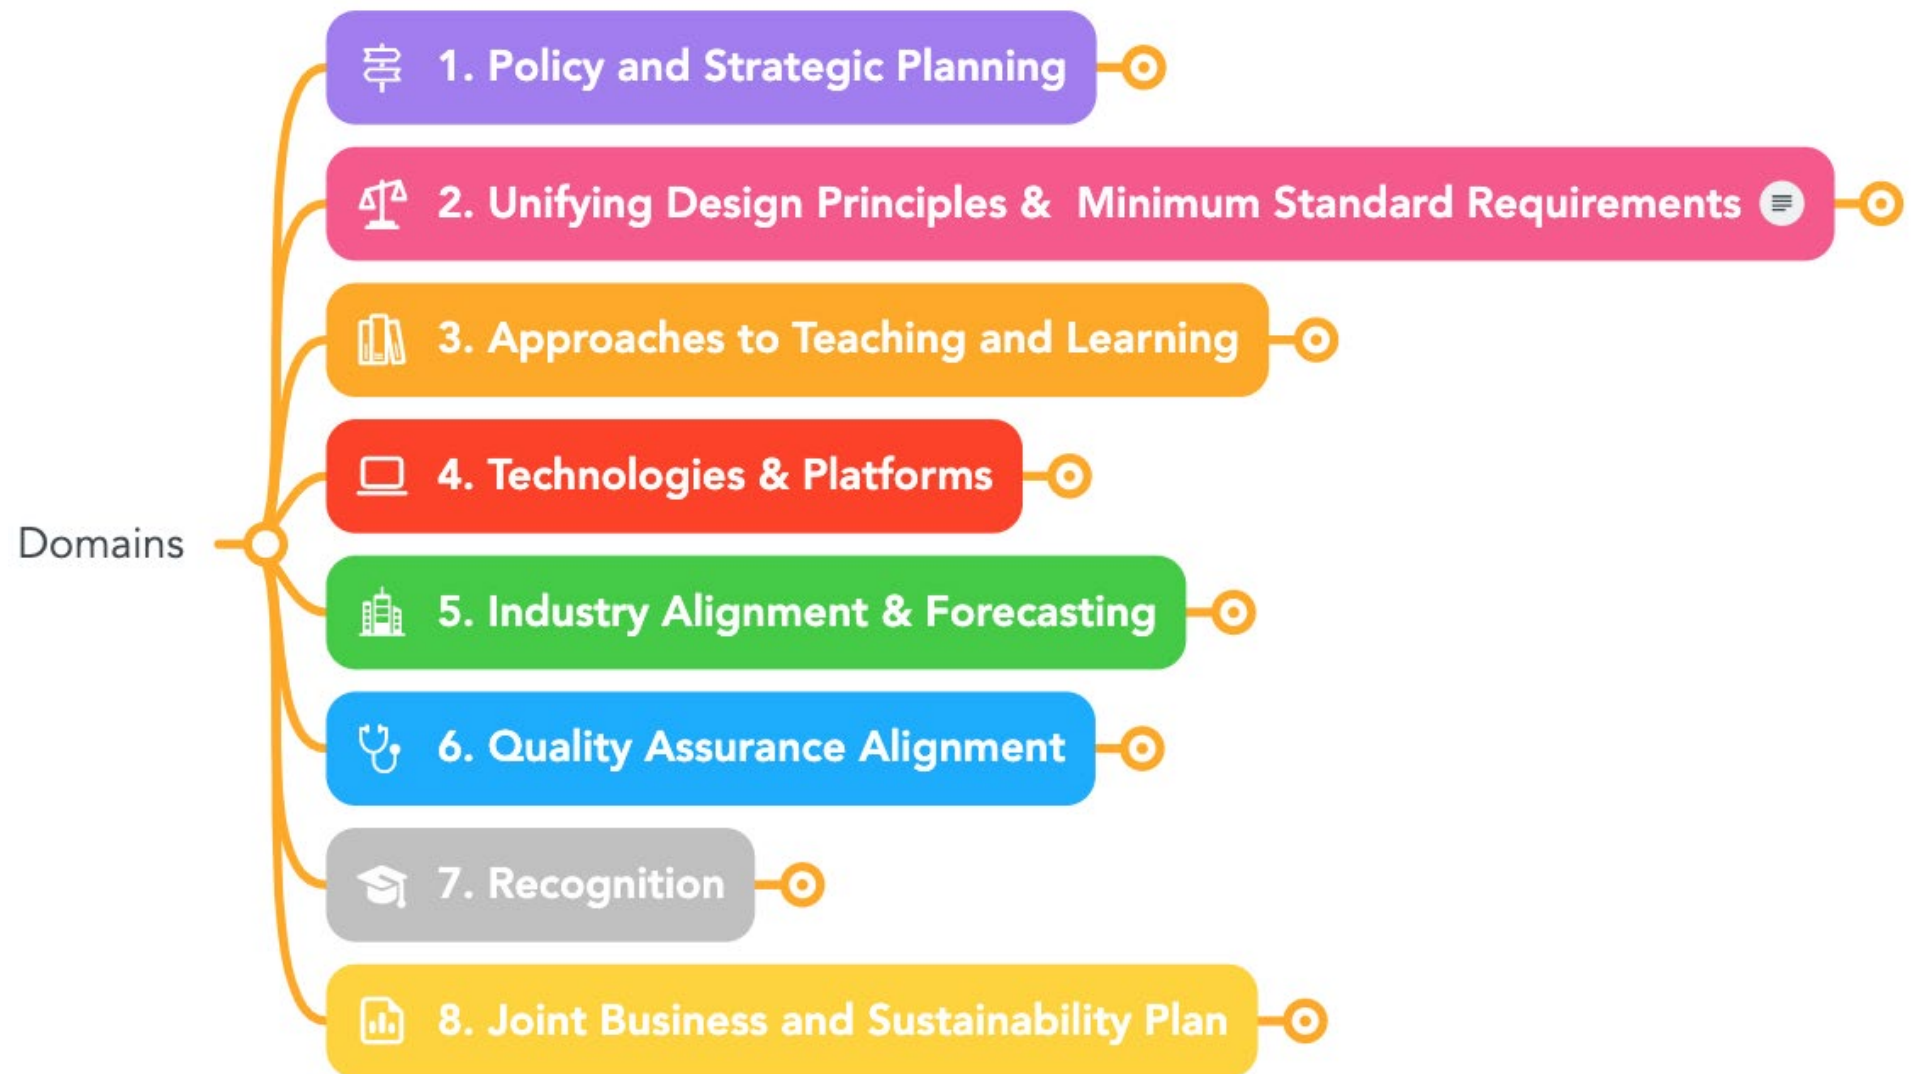 1. Policy and Strategic Planning
2. Unifying Design Principles & Minimum Standard Requirements
3. Approaches to Teaching and Learning
4. Technologies & Platforms
Domains
5. Industry Alignment & Forecasting
6. Quality Assurance Alignment
7. Recognition
8. Joint Business and Sustainability Plan